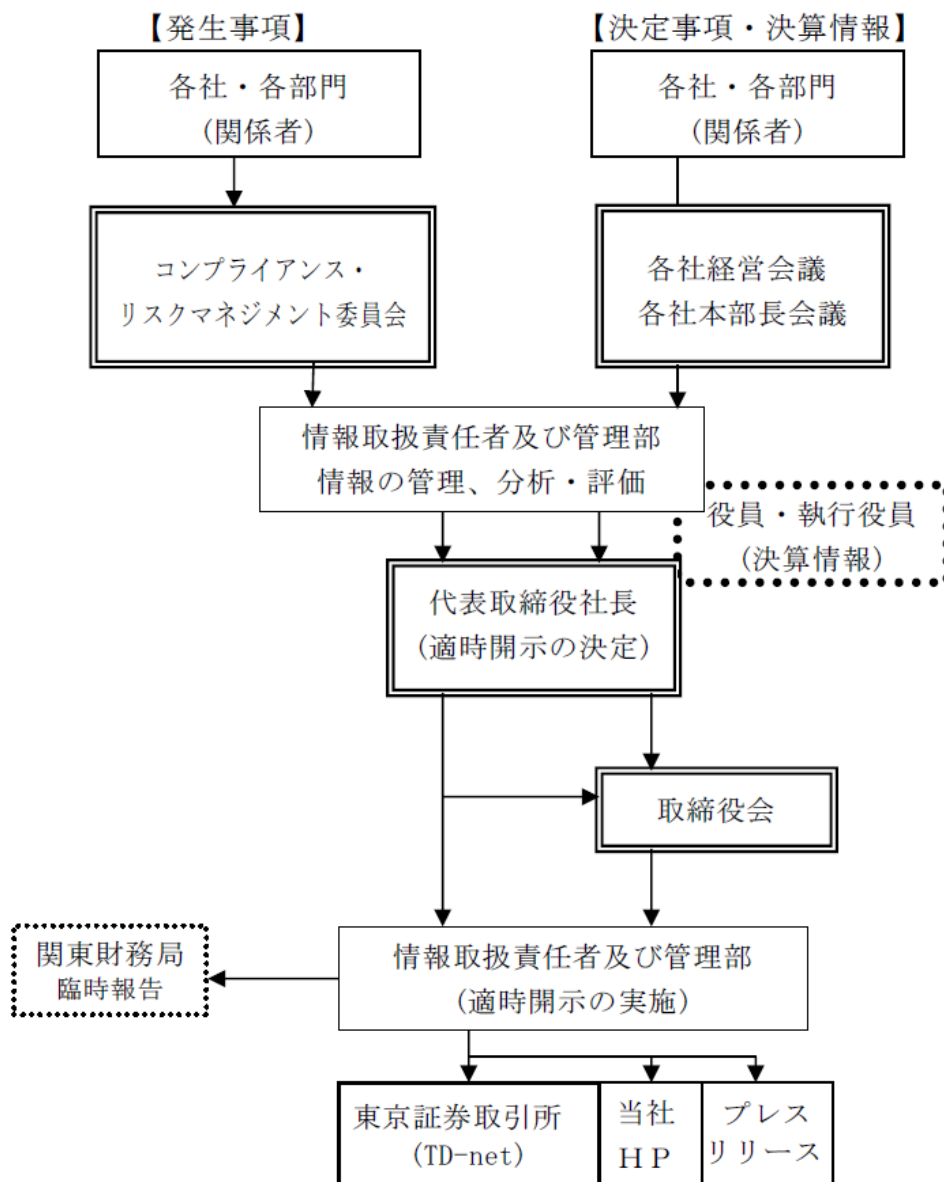 【発生事項】
【決定事項・決算情報】
各社・各部門
(関係者)
各社・各部門
(関係者)
コンプライアンス・
リスクマネジメント委員会
各社経営会議
各社本部長会議
情報取扱責任者及び管理部
情報の管理、分析・評価
役員・執行役員
(決算情報)
代表取締役社長
(適時開示の決定)
取締役会
関東財務局
臨時報告
情報取扱責任者及び管理部
(適時開示の実施)
東京証券取引所
(TD-net)
当社
ＨＰ
プレス
リリース